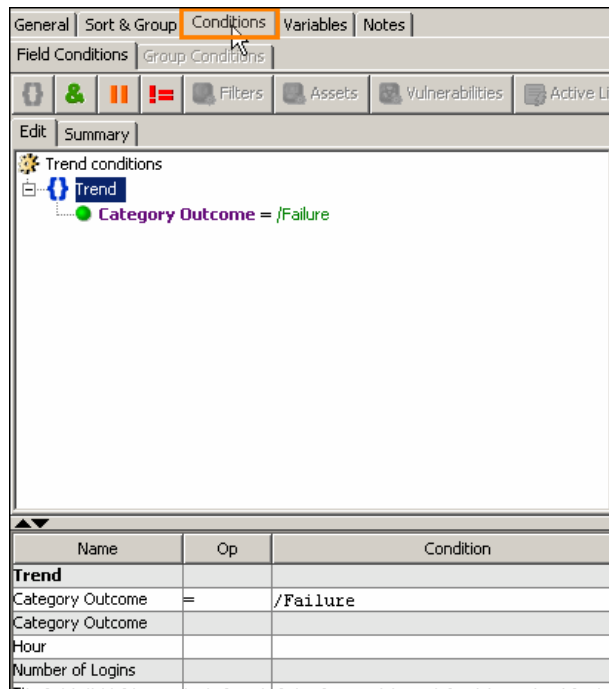 General Sort & Group Conditions Variables Notes
Field Conditions Group Conditions
{} & != Filters Assets Vulnerabilities Active Li
Edit Summary
Trend conditions
{} Trend
Category Outcome = /Failure
Name Op Condition
Trend
Category Outcome = /Failure
Category Outcome
Hour
Number of Logins